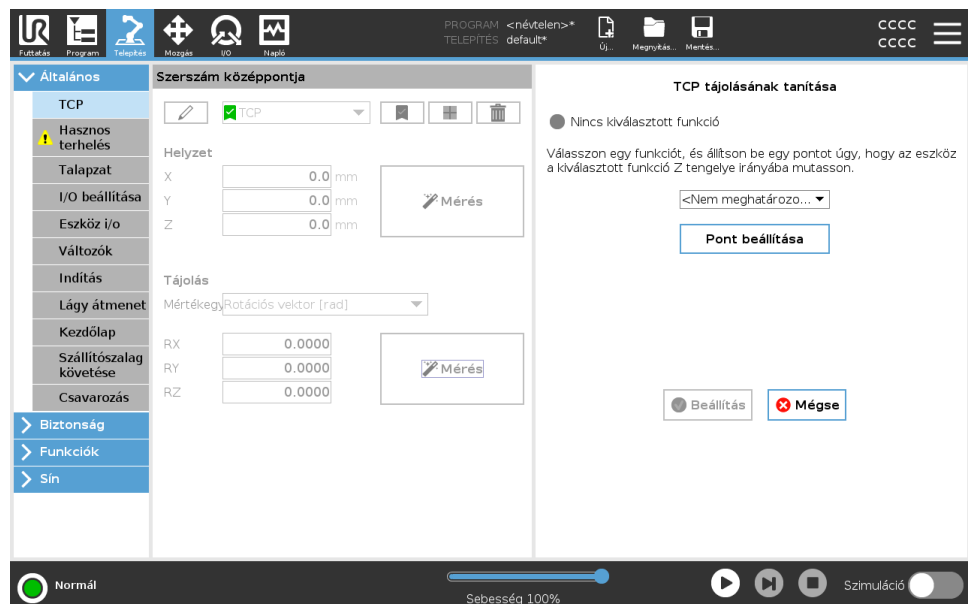 PROGRAM <névtelen>*
TELEPÍTÉS default*
CCCC
CCCC
Futtatás Program Telepítés Mozgás I/O Napló Új... Megnyitás... Mentés...
Általános
TCP
Hasznos
terhelés
Talapzat
I/O beállítása
Eszköz i/o
Változók
Indítás
Lágy átmenet
Kezdőlap
Szállítószalag
követése
Csavarozás
Biztonság
Funkciók
Sín
Szerszám középpontja
TCP
Helyzet
X 0.0 mm
Y 0.0 mm
Z 0.0 mm
Mérés
Tájolás
Mértékegy Rotációs vektor [rad]
RX 0.0000
RY 0.0000
RZ 0.0000
Mérés
TCP tájolásának tanítása
Nincs kiválasztott funkció
Válasszon egy funkciót, és állítson be egy pontot úgy, hogy az eszköz
a kiválasztott funkció Z tengelye irányába mutasson.
<Nem meghatározo...
Pont beállítása
Beállítás Mégse
Normál
Sebesség 100%
Szimuláció